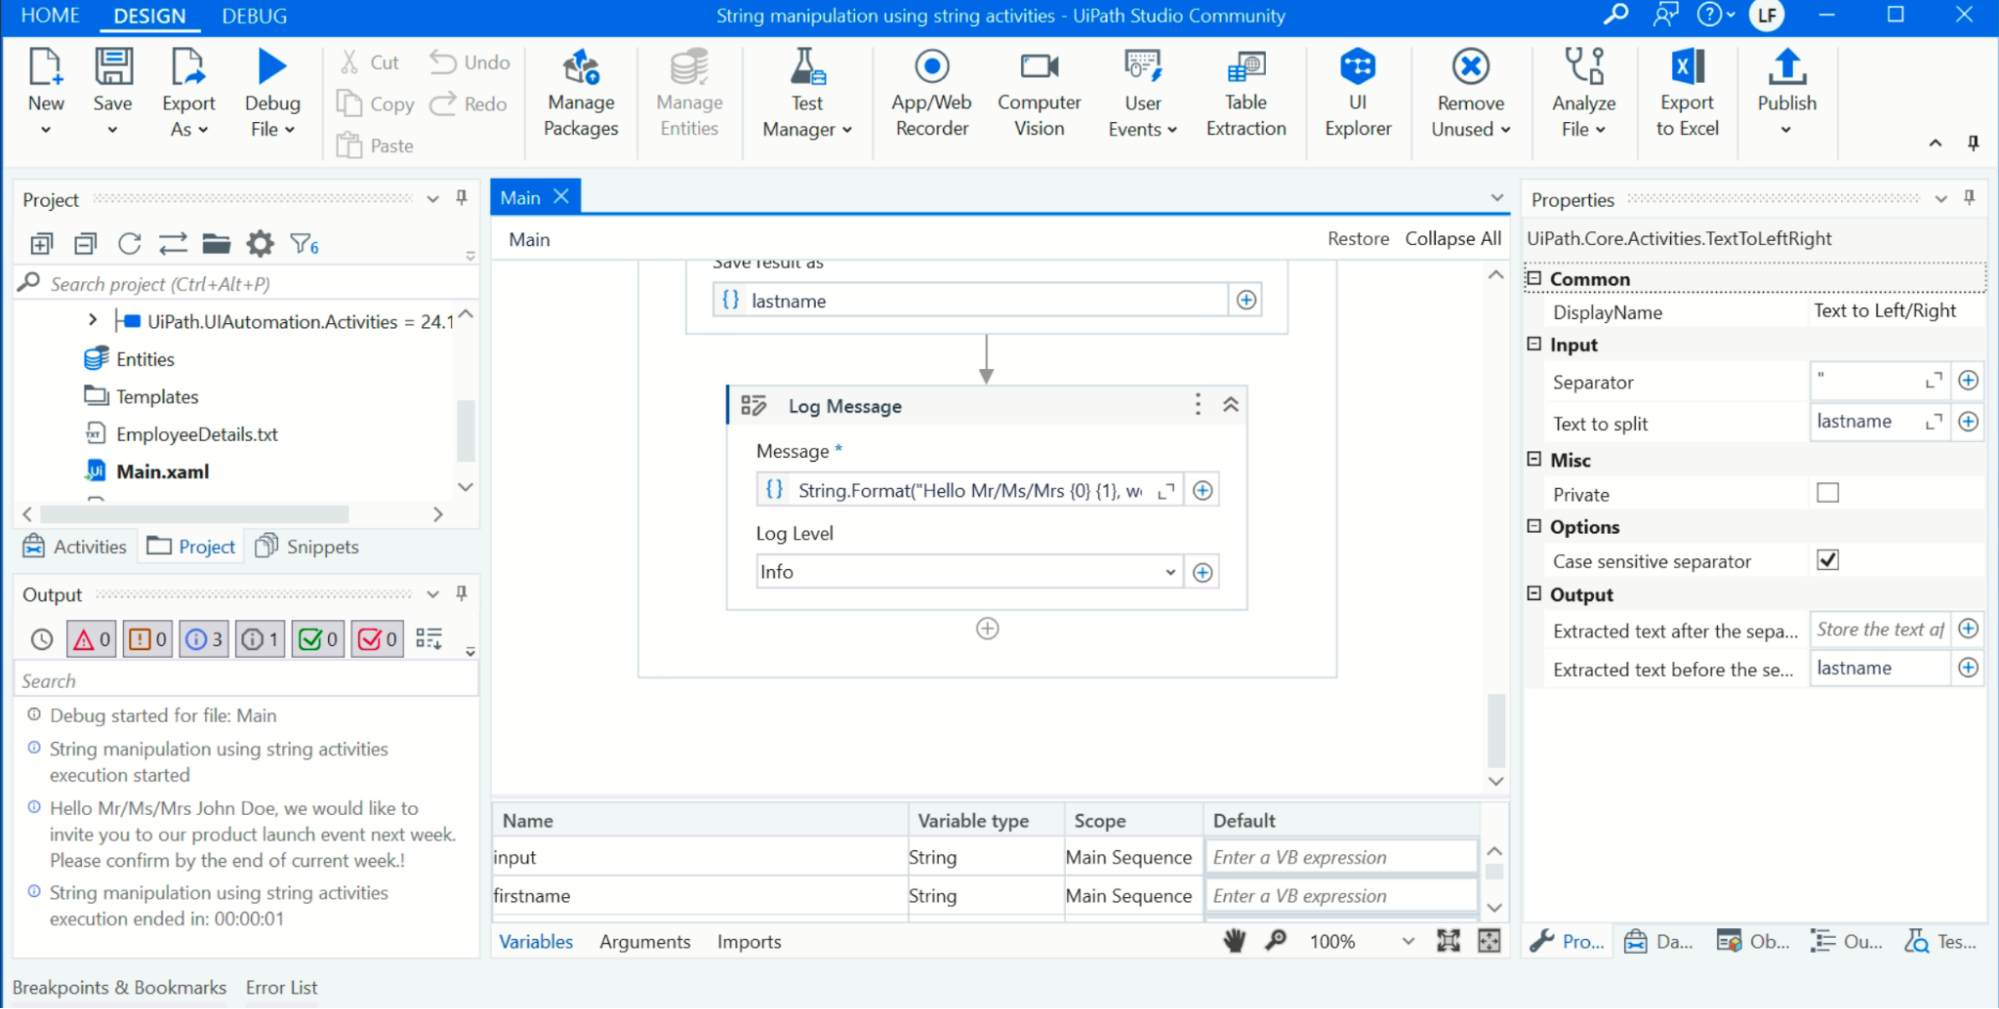 HOME DESIGN DEBUG String manipulation using string activities - UiPath Studio Community LF
New Save Export As Debug File Cut Copy Paste Undo Redo Manage Packages Manage Entities Test Manager App/Web Recorder Computer Vision User Events Table Extraction UI Explorer Remove Unused Analyze File Export to Excel Publish
Project
6
Search project (Ctrl+Alt+P)
UiPath.UIAutomation.Activities = 24.1
Entities
Templates
EmployeeDetails.txt
Main.xaml
Activities Project Snippets
Output
0 0 3 1 0 0
Search
Debug started for file: Main
String manipulation using string activities
execution started
Hello Mr/Ms/Mrs John Doe, we would like to
invite you to our product launch event next week.
Please confirm by the end of current week.!
String manipulation using string activities
execution ended in: 00:00:01
Main
Main Restore Collapse All
Save result as
{} lastname
Log Message
Message *
{} String.Format("Hello Mr/Ms/Mrs {0} {1}, w
Log Level
Info
Name Variable type Scope Default
input String Main Sequence Enter a VB expression
firstname String Main Sequence Enter a VB expression
Variables Arguments Imports 100%
Properties
UiPath.Core.Activities.TextToLeftRight
Common
DisplayName Text to Left/Right
Input
Separator "
Text to split lastname
Misc
Private
Options
Case sensitive separator
Output
Extracted text after the sepa... Store the text af
Extracted text before the se... lastname
Pro... Da... Ob... Ou... Tes...
Breakpoints & Bookmarks Error List